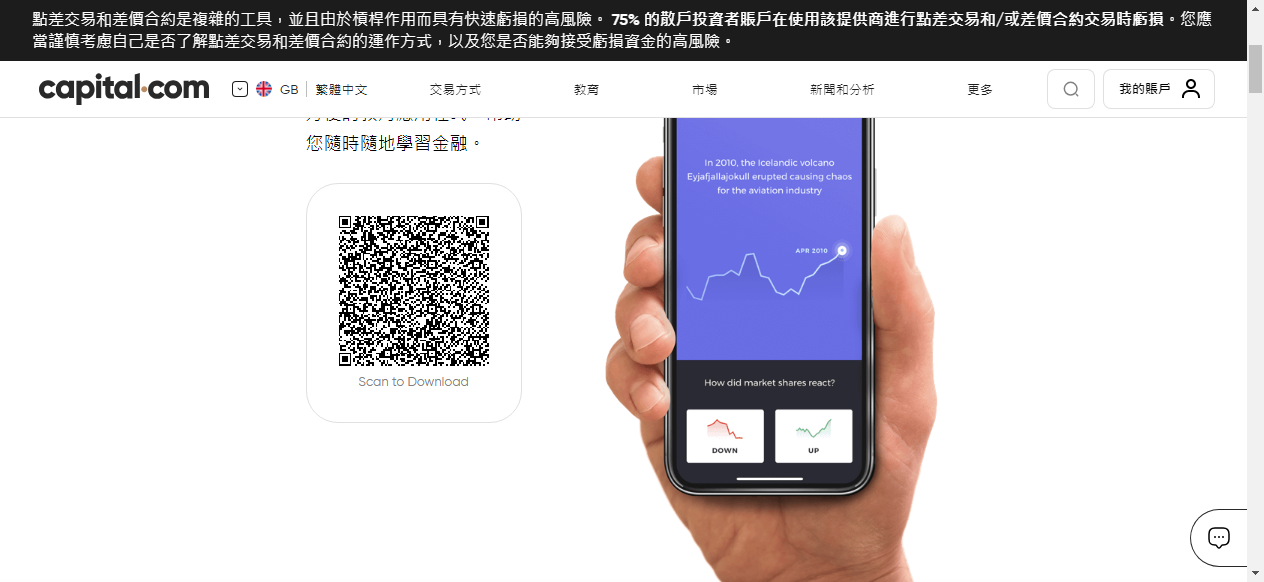 點差交易和差價合約是複雜的工具，並且由於槓桿作用而具有快速虧損的高風險。 75% 的散戶投資者賬戶在使用該提供商進行點差交易和/或差價合約交易時虧損。您應
當謹慎考慮自己是否了解點差交易和差價合約的運作方式，以及您是否能夠接受虧損資金的高風險。
capital.com
GB 繁體中文
交易方式
教育
市場
新聞和分析
更多
我的賬戶
您隨時隨地學習金融。
Scan to Download
In 2010, the Icelandic volcano
Eyjafjallajokull erupted causing chaos
for the aviation industry
APR 2010
How did market shares react?
DOWN
UP